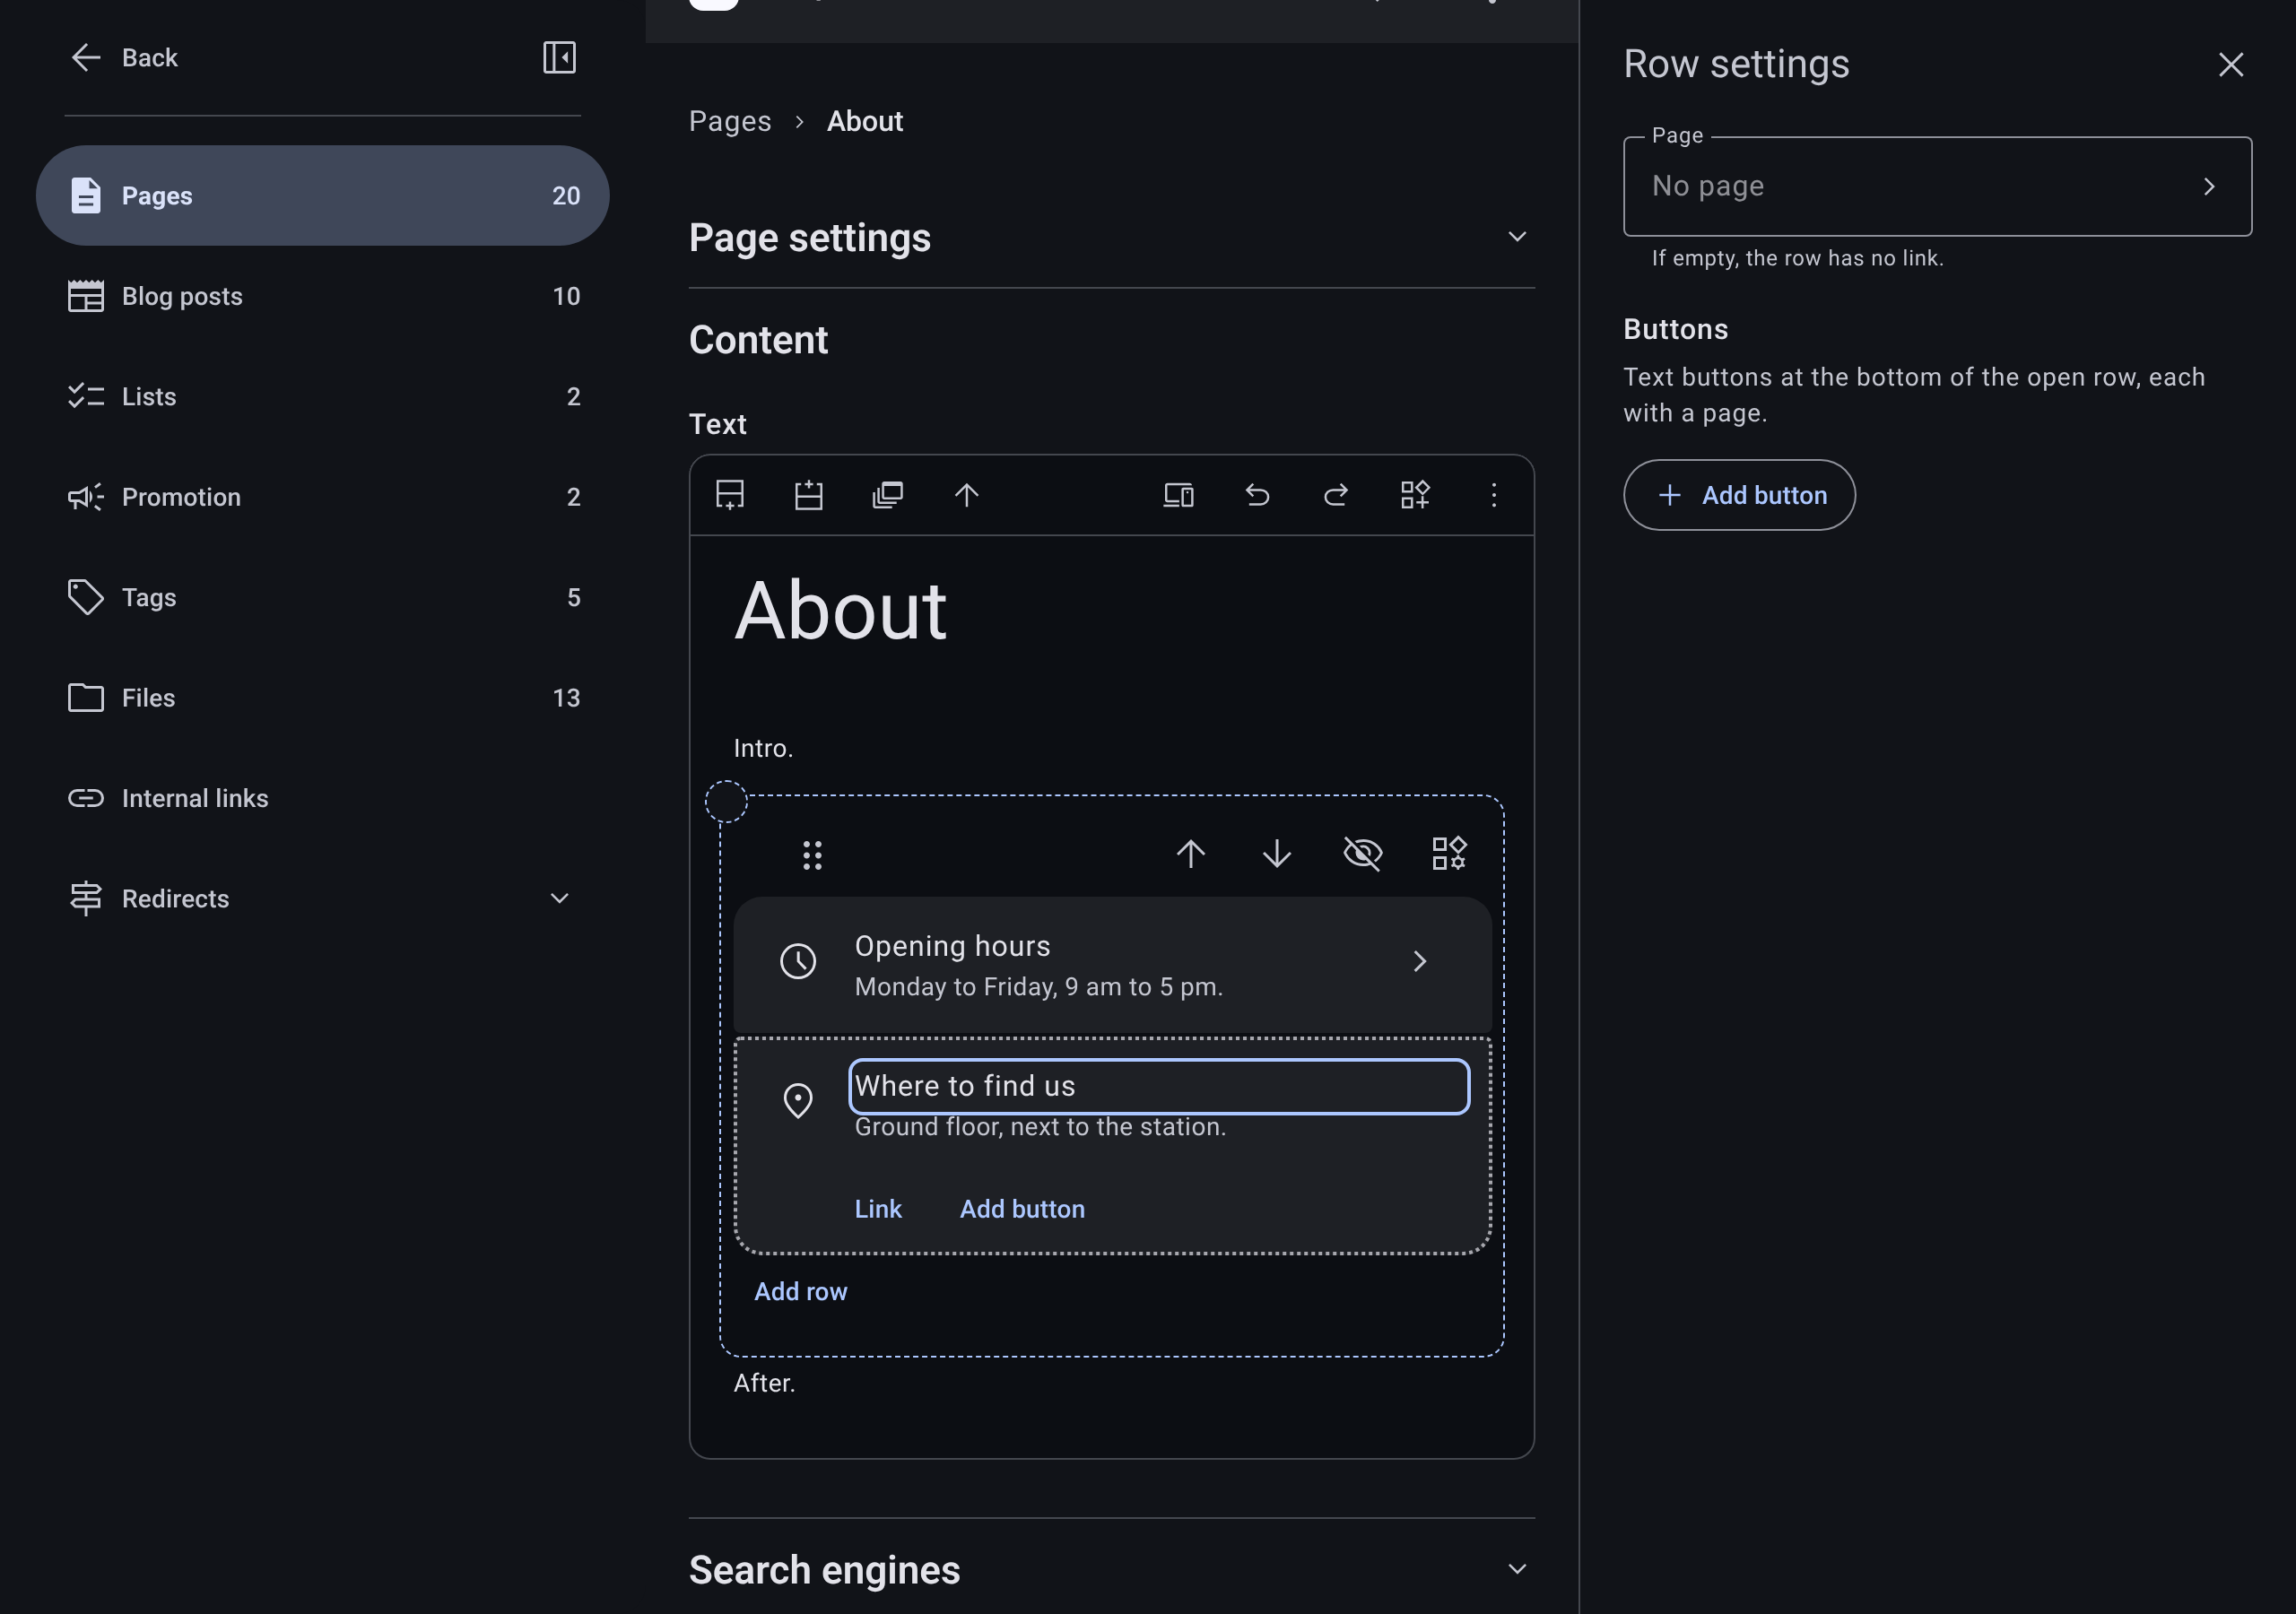 Back
Pages 20
Blog posts 10
Lists 2
Promotion 2
Tags 5
Files 13
Internal links
Redirects
Pages › About
Page settings
Content
Text
About
Intro.
Opening hours
Monday to Friday, 9 am to 5 pm.
Where to find us
Ground floor, next to the station.
Link Add button
Add row
After.
Search engines
Row settings
Page
No page
If empty, the row has no link.
Buttons
Text buttons at the bottom of the open row, each
with a page.
Add button